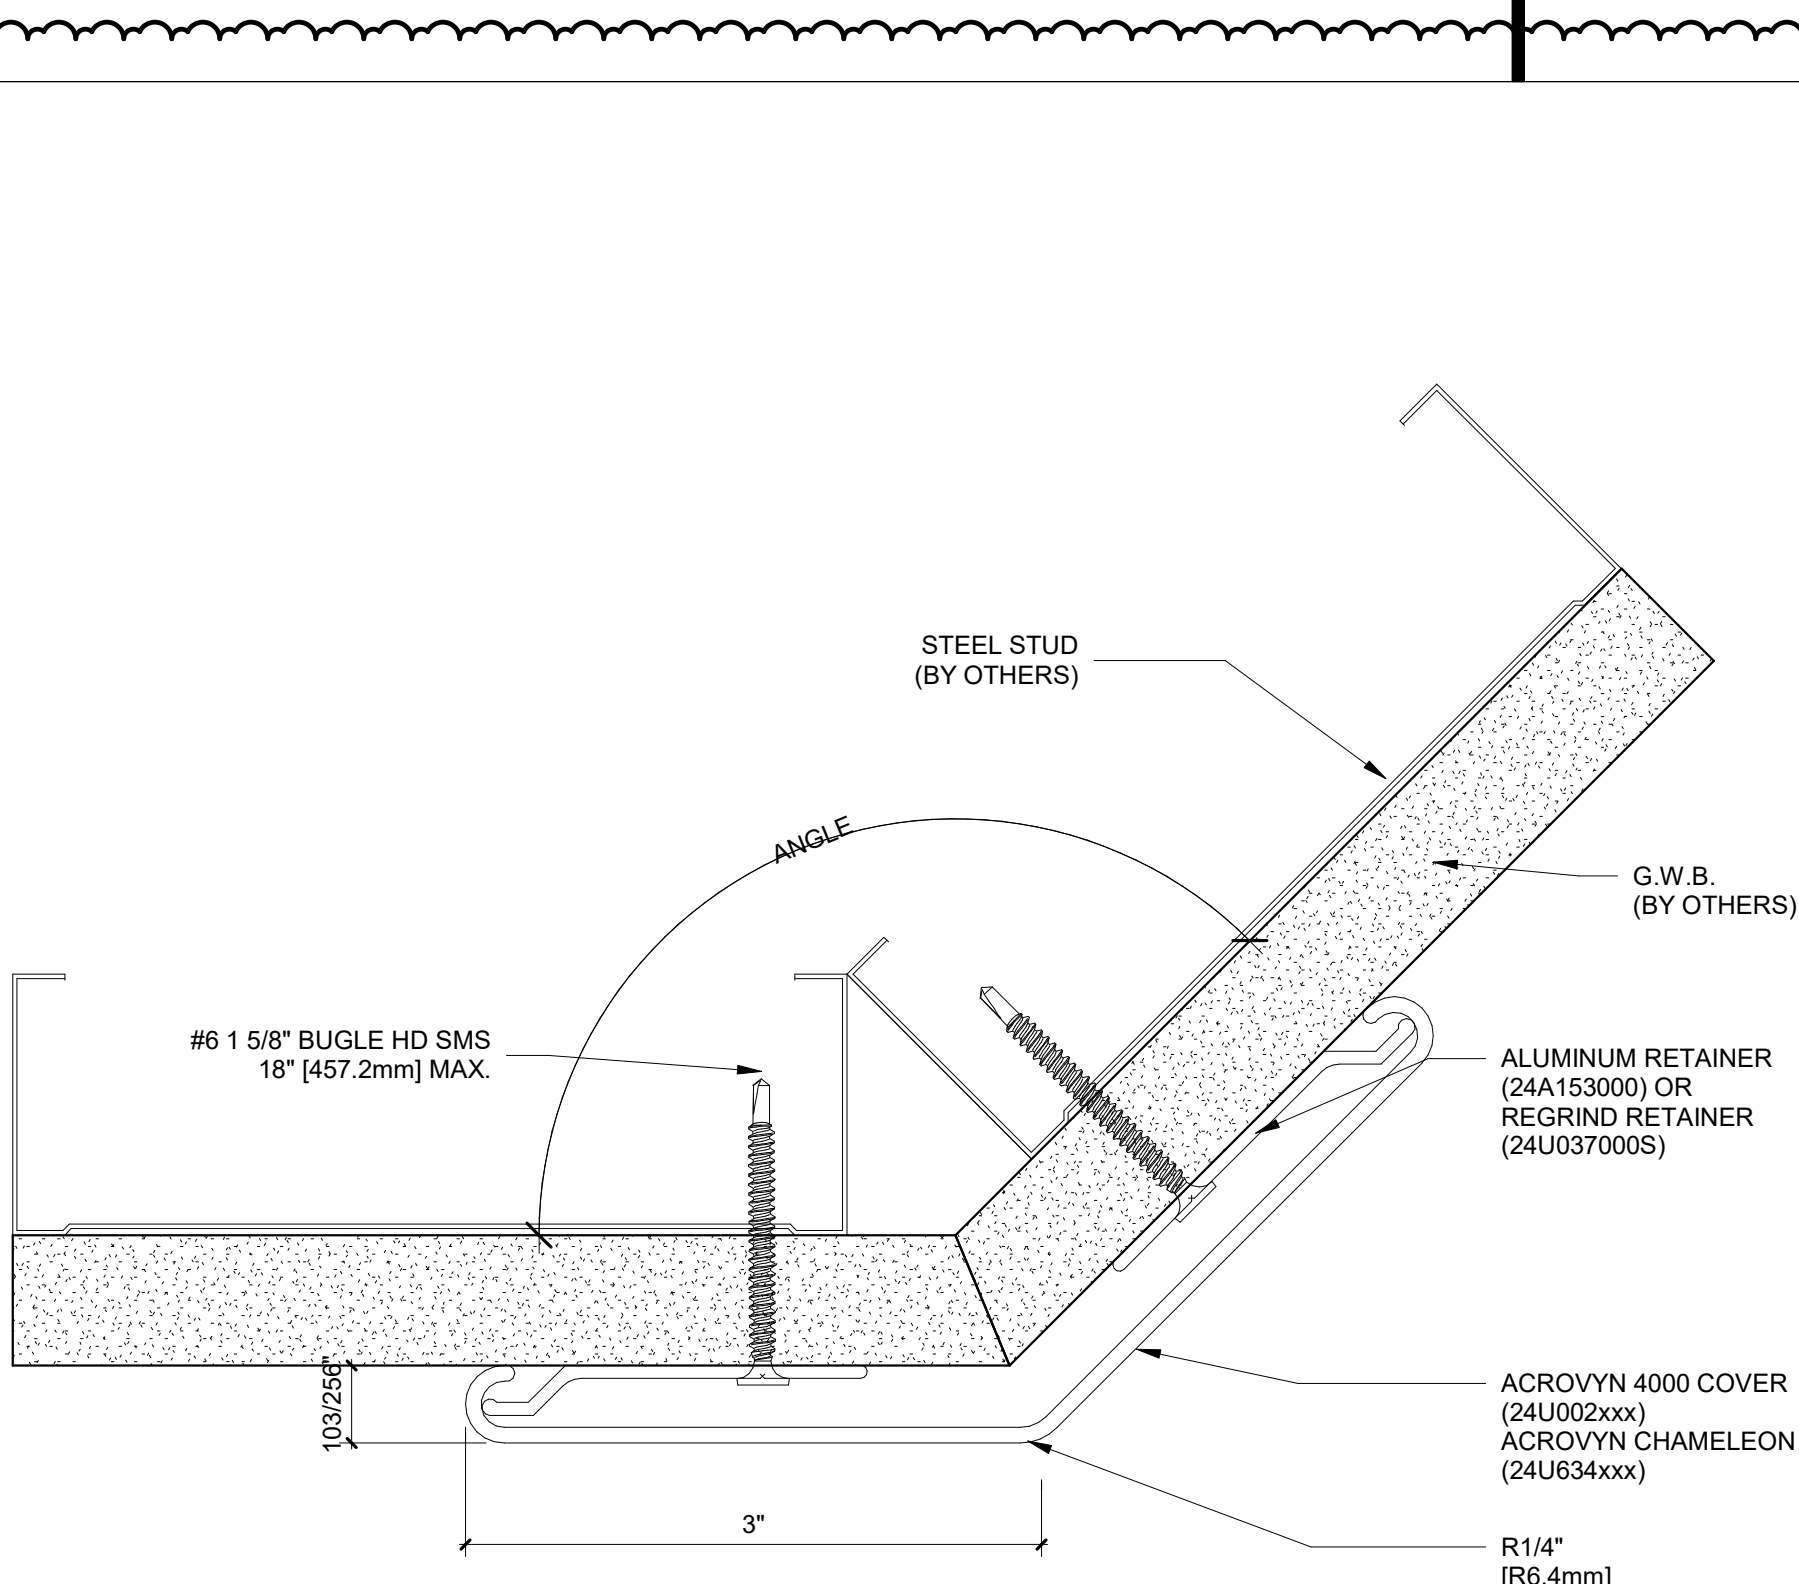 STEEL STUD
(BY OTHERS)
ANGLE
G.W.B.
(BY OTHERS)
#6 1 5/8" BUGLE HD SMS
18" [457.2mm] MAX.
ALUMINUM RETAINER
(24A153000) OR
REGRIND RETAINER
(24U037000S)
103/256"
ACROVYN 4000 COVER
(24U002xxx)
ACROVYN CHAMELEON
(24U634xxx)
3"
R1/4"
[R6.4mm]